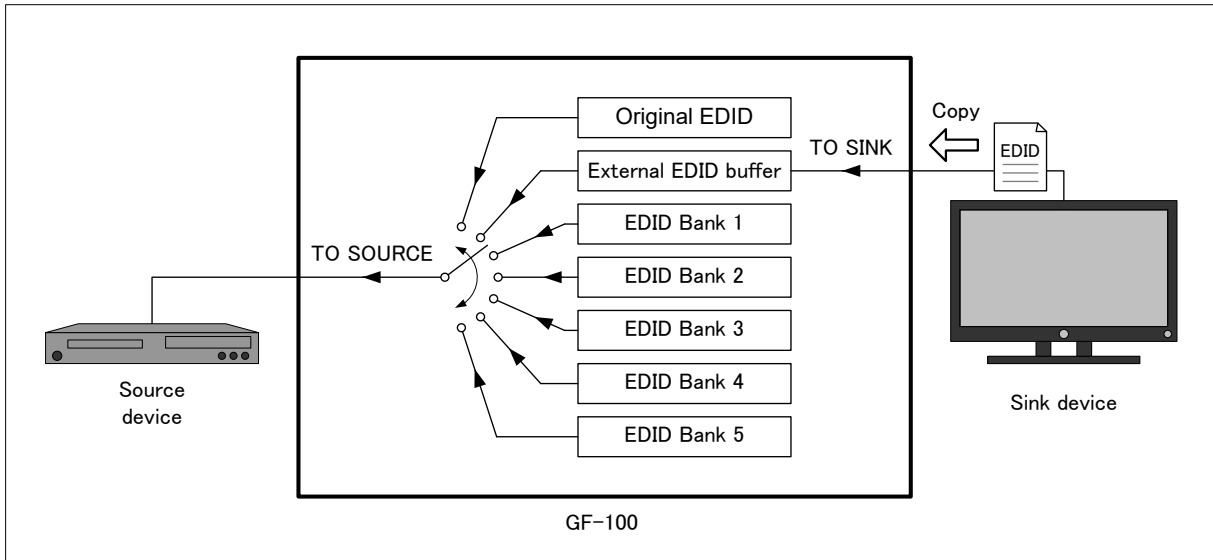 Original EDID
Copy
TO SINK
EDID
External EDID buffer
EDID Bank 1
TO SOURCE
EDID Bank 2
EDID Bank 3
EDID Bank 4
Source
device
Sink device
EDID Bank 5
GF-100